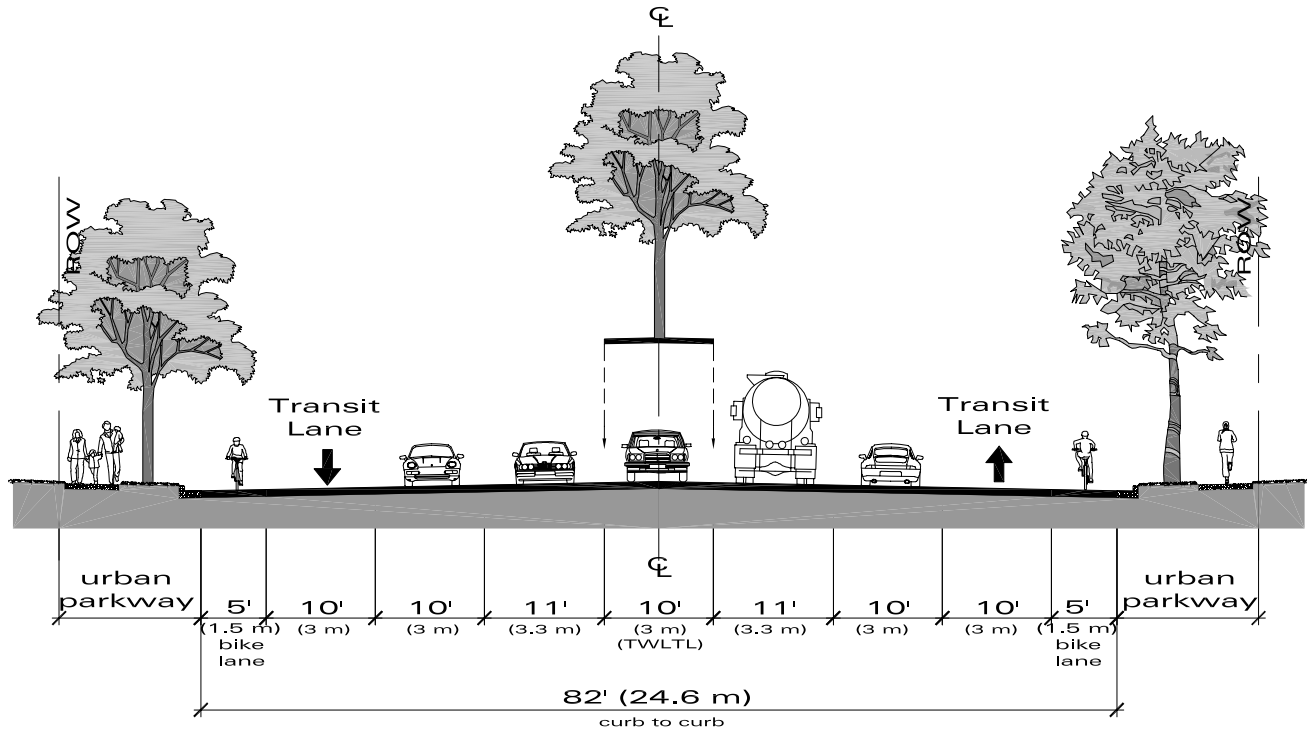 ℄
ROW
ROW
Transit
Lane
Transit
Lane
℄
urban
parkway
5'
(1.5 m)
bike
lane
10'
(3 m)
10'
(3 m)
11'
(3.3 m)
10'
(3 m)
(TWLTL)
11'
(3.3 m)
10'
(3 m)
10'
(3 m)
5'
(1.5 m)
bike
lane
urban
parkway
82' (24.6 m)
curb to curb